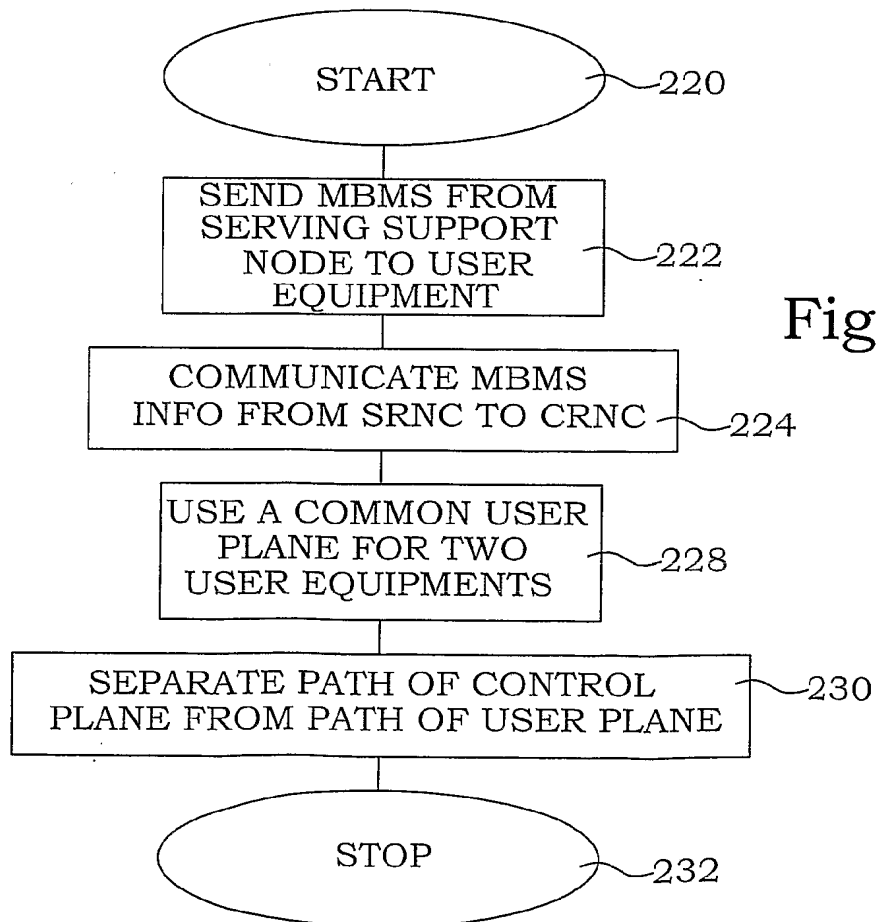 START
220
SEND MBMS FROM
SERVING SUPPORT
NODE TO USER
EQUIPMENT
222
Fig
COMMUNICATE MBMS
INFO FROM SRNC TO CRNC
224
USE A COMMON USER
PLANE FOR TWO
USER EQUIPMENTS
228
SEPARATE PATH OF CONTROL
PLANE FROM PATH OF USER PLANE
230
STOP
232